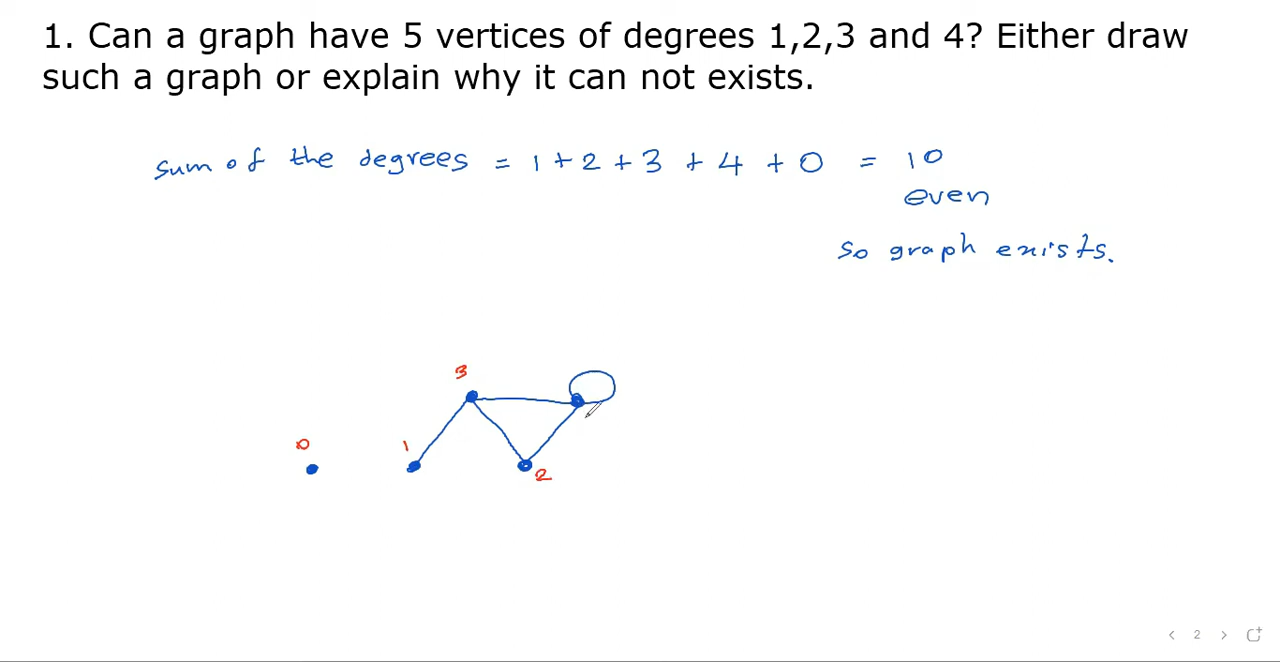 1. Can a graph have 5 vertices of degrees 1,2,3 and 4? Either draw
such a graph or explain why it can not exists.
sum of the degrees = 1 + 2 + 3 + 4 + 0 = 10
even
so graph exists.
3
0
1
2
2